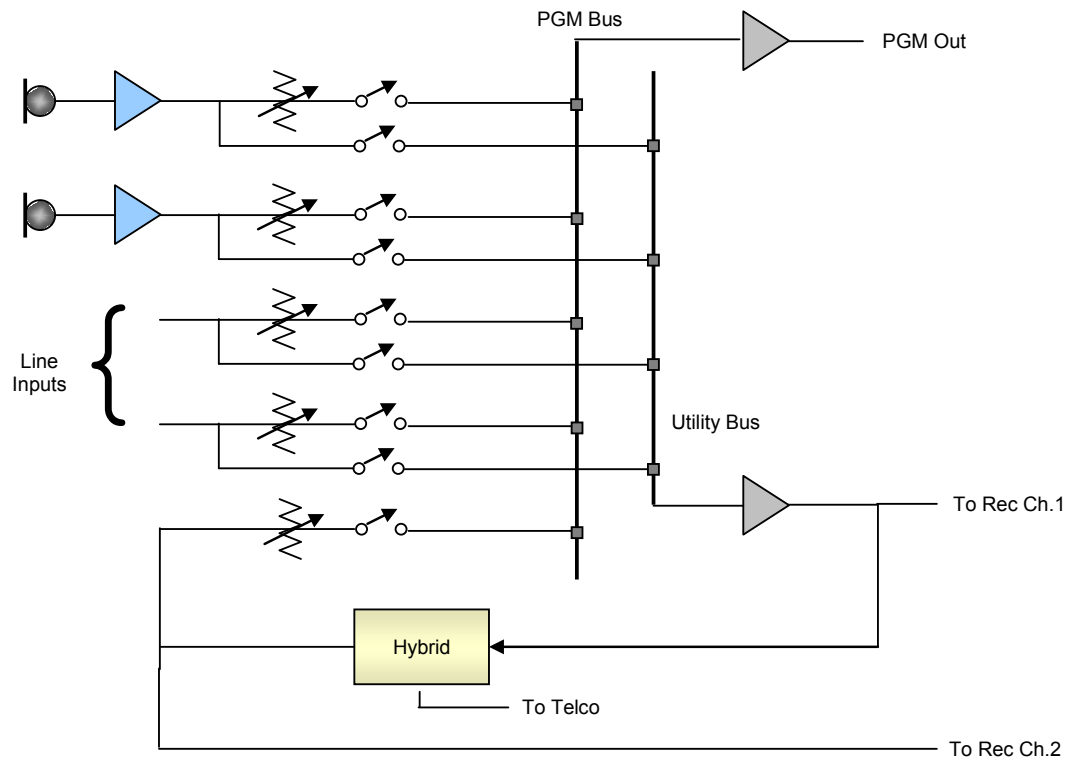 PGM Bus
PGM Out
Line
Inputs
Utility Bus
To Rec Ch.1
Hybrid
To Telco
To Rec Ch.2